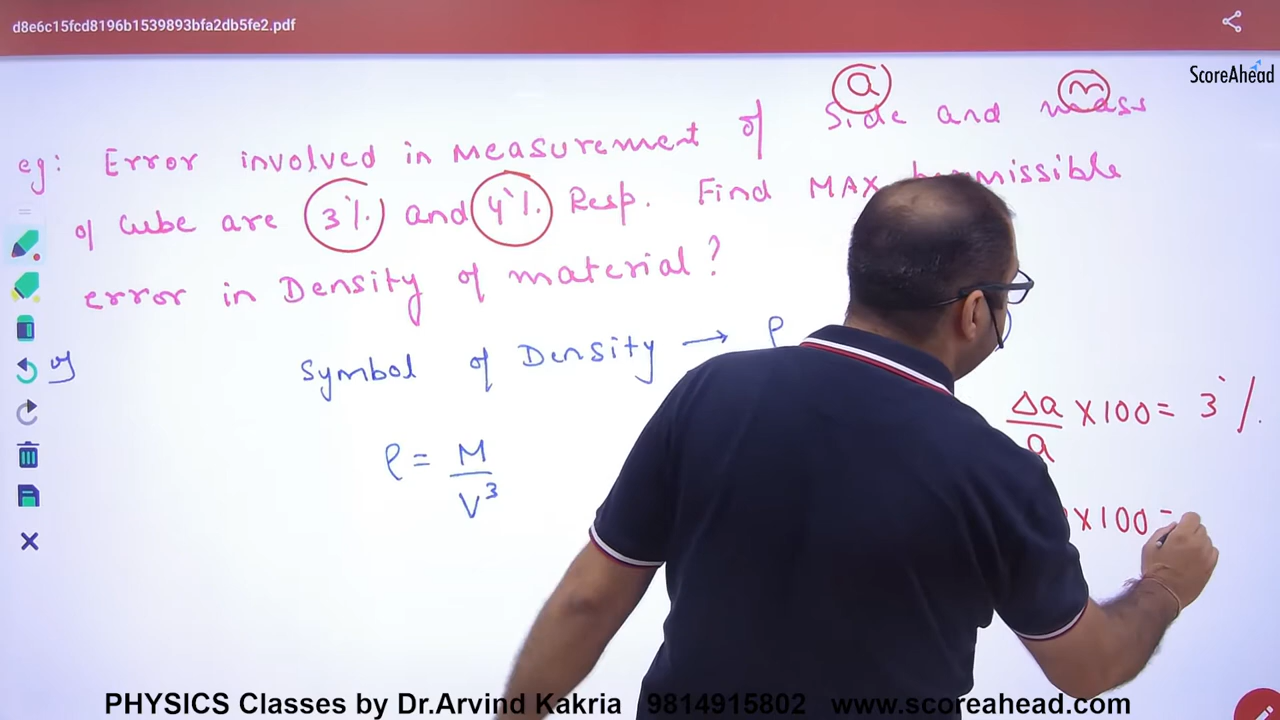 d8e6c15fcd8196b1539893bfa2db5fe2.pdf
ScoreAhead
a m
eg: Error involved in measurement of Side and mass
of Cube are 3% and 4% Resp. Find MAX permissible
error in Density of material?
Symbol of Density → ρ
Δa/a × 100 = 3%
ρ = M/V³
× 100 =
PHYSICS Classes by Dr.Arvind Kakria 9814915802 www.scoreahead.com